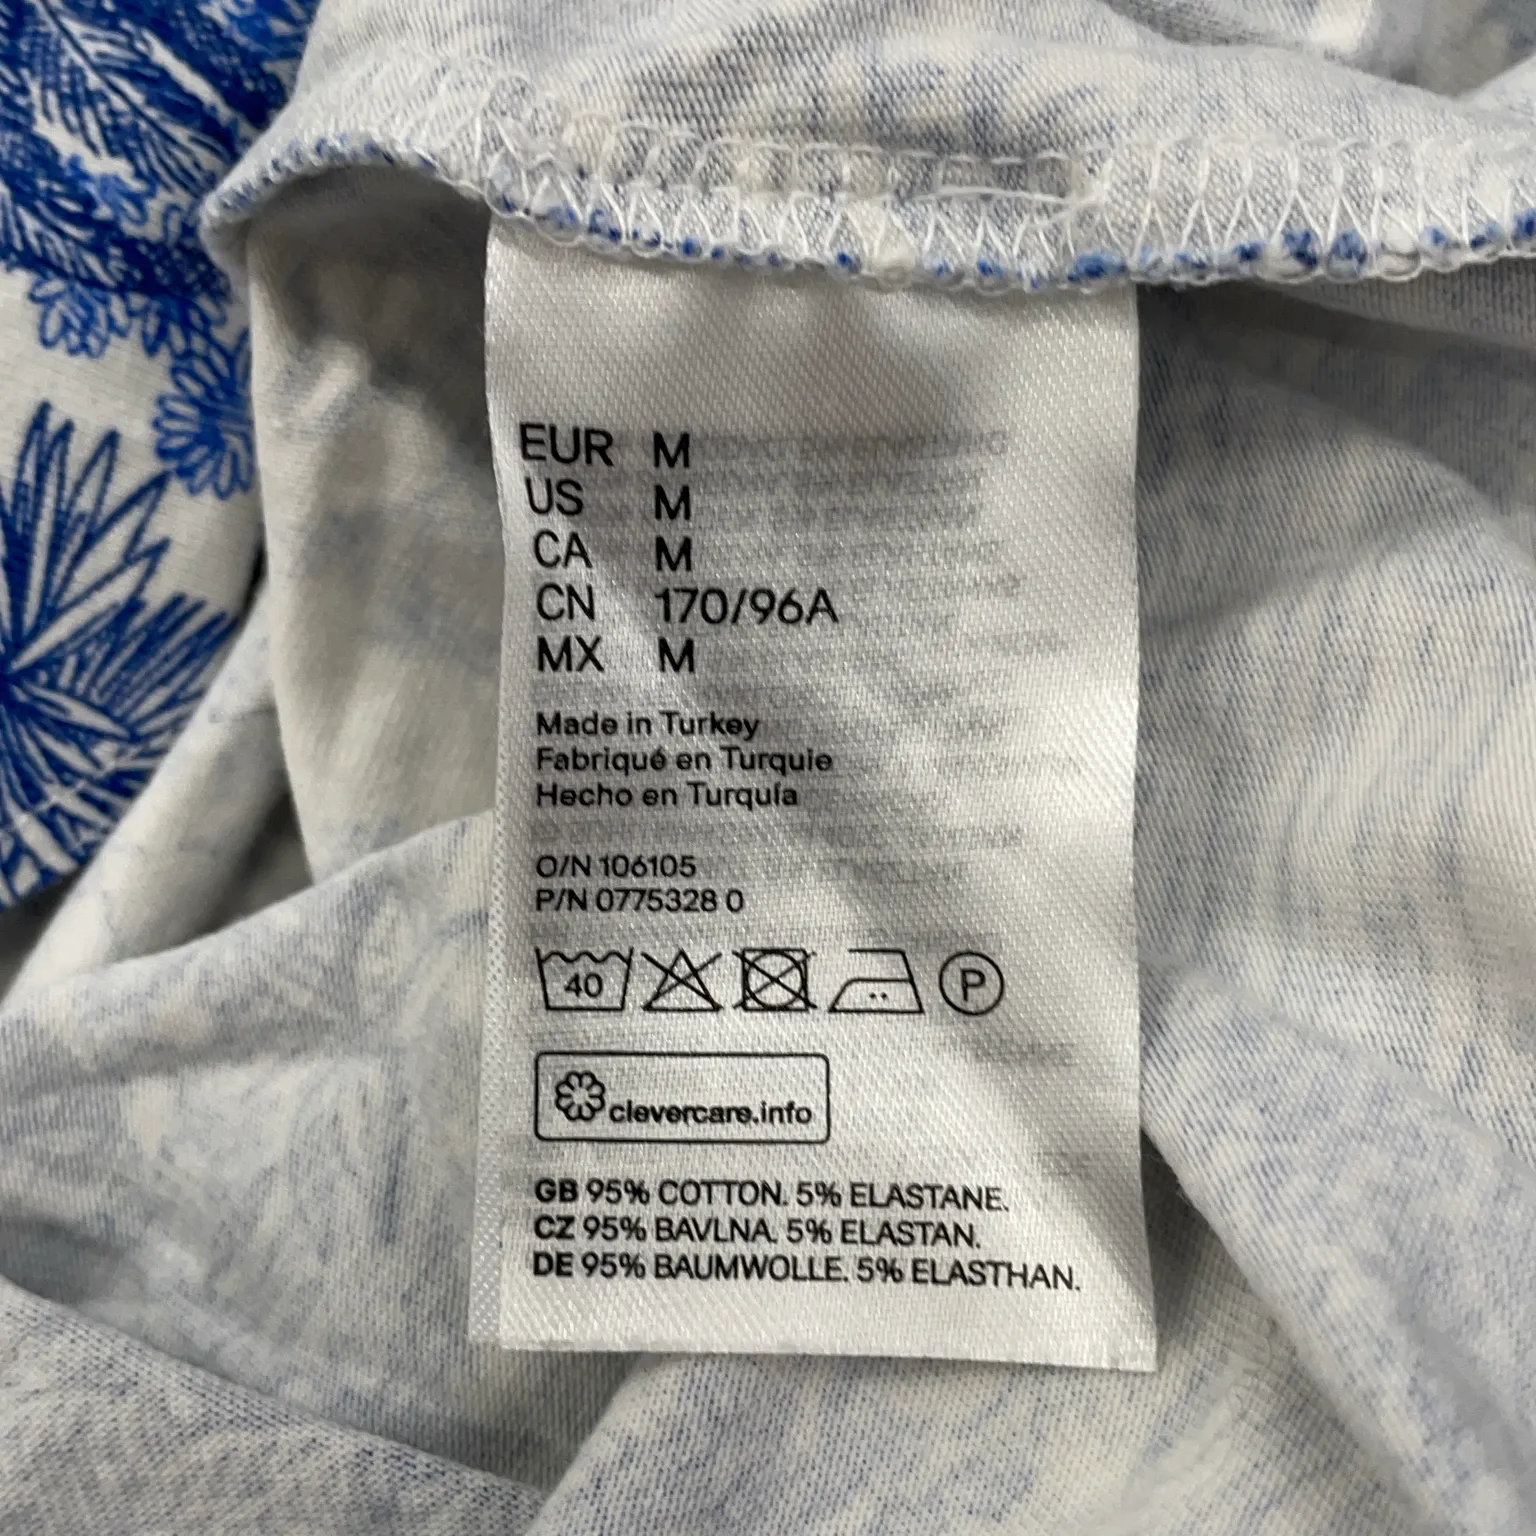 EUR M
US M
CA M
CN 170/96A
MX M
Made in Turkey
Fabriqué en Turquie
Hecho en Turquía
O/N 106105
P/N 0775328 0
40
P
clevercare.info
GB 95% COTTON. 5% ELASTANE.
CZ 95% BAVLNA. 5% ELASTAN.
DE 95% BAUMWOLLE. 5% ELASTHAN.